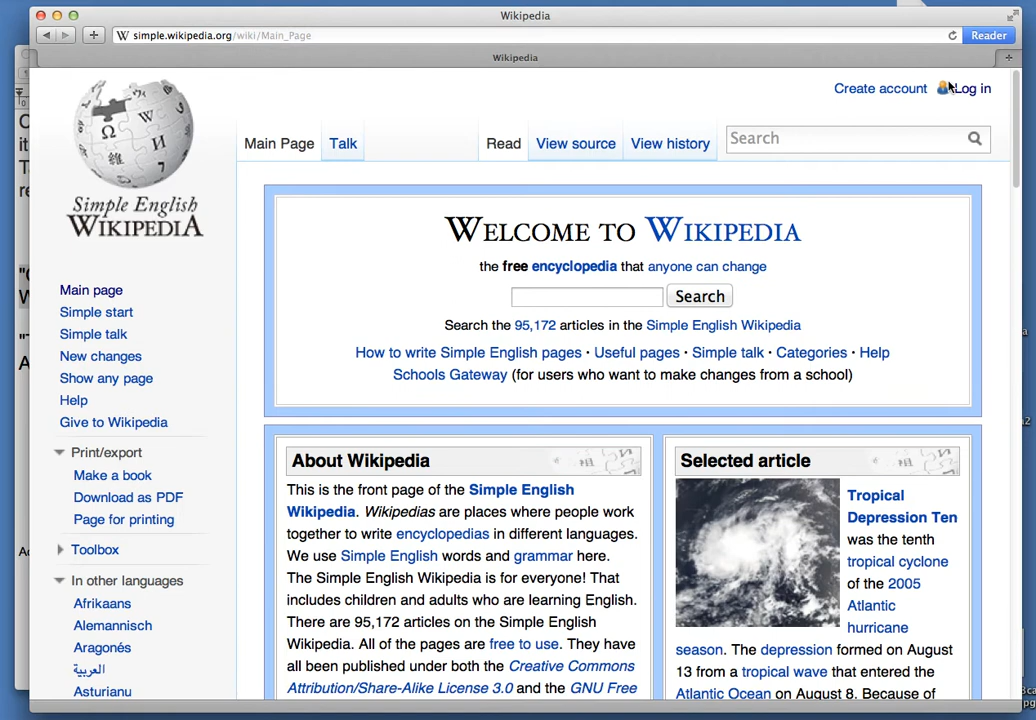 Wikipedia
simple.wikipedia.org/wiki/Main_Page
Reader
Wikipedia
Create account
Log in
Main Page
Talk
Read
View source
View history
Search
Simple English
WIKIPEDIA
WELCOME TO WIKIPEDIA
the free encyclopedia that anyone can change
Search
Search the 95,172 articles in the Simple English Wikipedia
How to write Simple English pages · Useful pages · Simple talk · Categories · Help
Schools Gateway (for users who want to make changes from a school)
Main page
Simple start
Simple talk
New changes
Show any page
Help
Give to Wikipedia
Print/export
Make a book
Download as PDF
Page for printing
Toolbox
In other languages
Afrikaans
Alemannisch
Aragonés
العربية
Asturianu
About Wikipedia
This is the front page of the Simple English
Wikipedia. Wikipedias are places where people work
together to write encyclopedias in different languages.
We use Simple English words and grammar here.
The Simple English Wikipedia is for everyone! That
includes children and adults who are learning English.
There are 95,172 articles on the Simple English
Wikipedia. All of the pages are free to use. They have
all been published under both the Creative Commons
Attribution/Share-Alike License 3.0 and the GNU Free
Selected article
Tropical
Depression Ten
was the tenth
tropical cyclone
of the 2005
Atlantic
hurricane
season. The depression formed on August
13 from a tropical wave that entered the
Atlantic Ocean on August 8. Because of